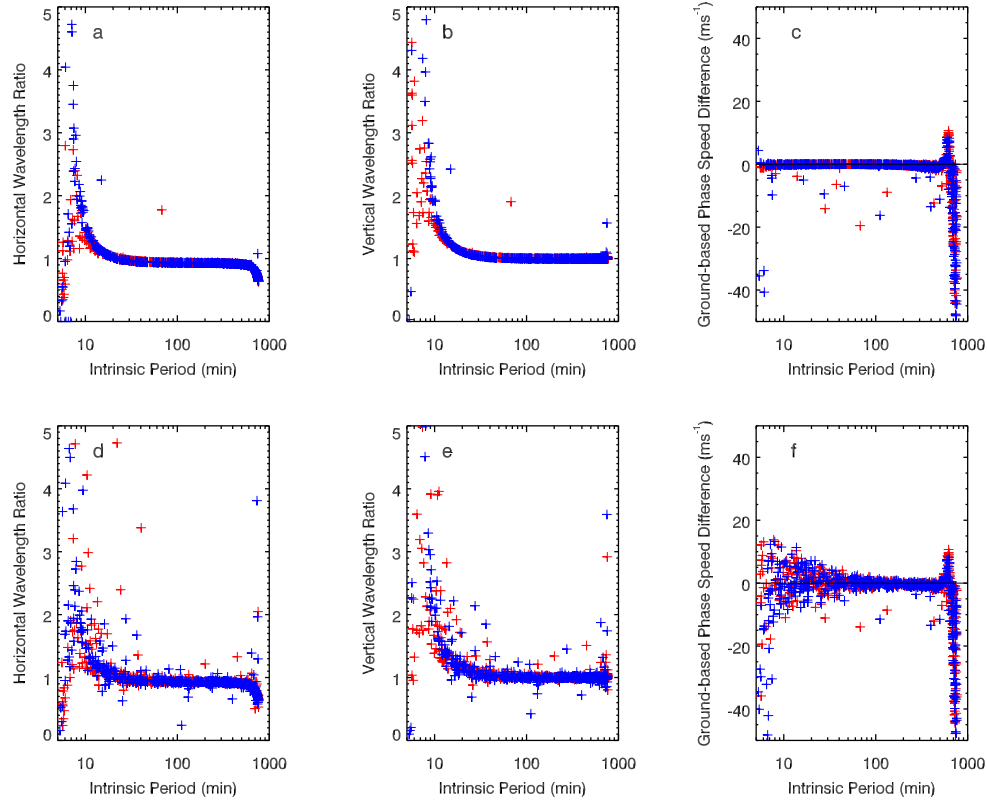 a
5
4
3
2
1
0
Horizontal Wavelength Ratio
10 100 1000
Intrinsic Period (min)
b
5
4
3
2
1
0
Vertical Wavelength Ratio
10 100 1000
Intrinsic Period (min)
c
40
20
0
-20
-40
Ground-based Phase Speed Difference (ms⁻¹)
10 100 1000
Intrinsic Period (min)
d
5
4
3
2
1
0
Horizontal Wavelength Ratio
10 100 1000
Intrinsic Period (min)
e
5
4
3
2
1
0
Vertical Wavelength Ratio
10 100 1000
Intrinsic Period (min)
f
40
20
0
-20
-40
Ground-based Phase Speed Difference (ms⁻¹)
10 100 1000
Intrinsic Period (min)